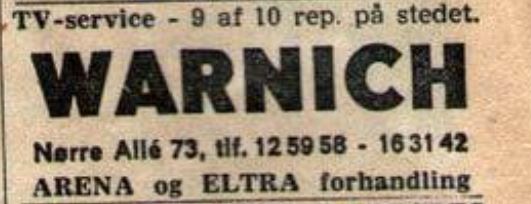 TV-service - 9 af 10 rep. på stedet.
WARNICH
Nørre Allé 73, tlf. 12 59 58 - 16 31 42
ARENA og ELTRA forhandling